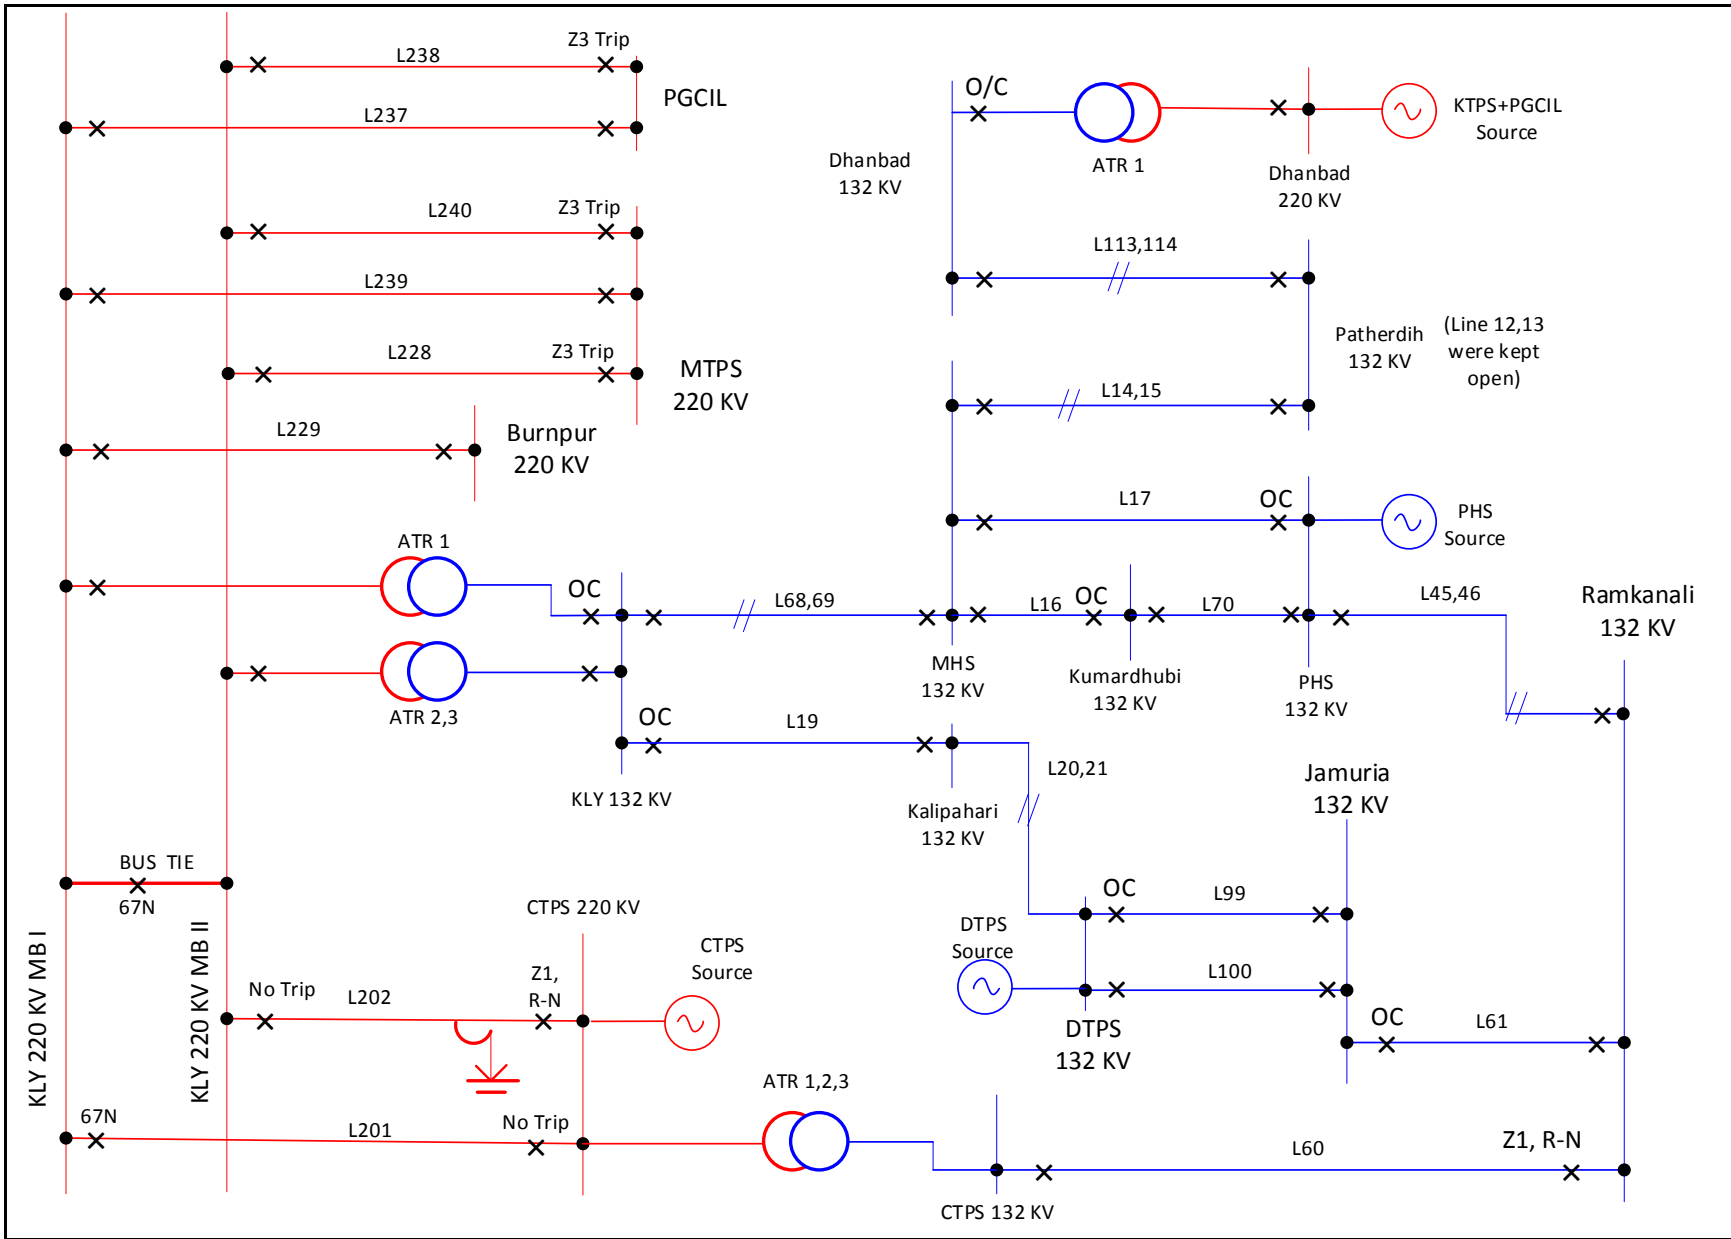 L238
Z3 Trip
PGCIL
L237
L240
Z3 Trip
L239
L228
Z3 Trip
MTPS
220 KV
L229
Burnpur
220 KV
O/C
ATR 1
KTPS+PGCIL
Source
Dhanbad
132 KV
Dhanbad
220 KV
L113,114
Patherdih
132 KV
(Line 12,13
were kept
open)
L14,15
L17
OC
PHS
Source
ATR 1
OC
L68,69
L16
OC
L70
L45,46
Ramkanali
132 KV
ATR 2,3
MHS
132 KV
Kumardhubi
132 KV
PHS
132 KV
OC
L19
KLY 132 KV
Kalipahari
132 KV
L20,21
Jamuria
132 KV
BUS TIE
67N
KLY 220 KV MB I
KLY 220 KV MB II
CTPS 220 KV
CTPS
Source
No Trip
L202
Z1,
R-N
DTPS
Source
OC
L99
L100
DTPS
132 KV
OC
L61
67N
L201
No Trip
ATR 1,2,3
L60
Z1, R-N
CTPS 132 KV